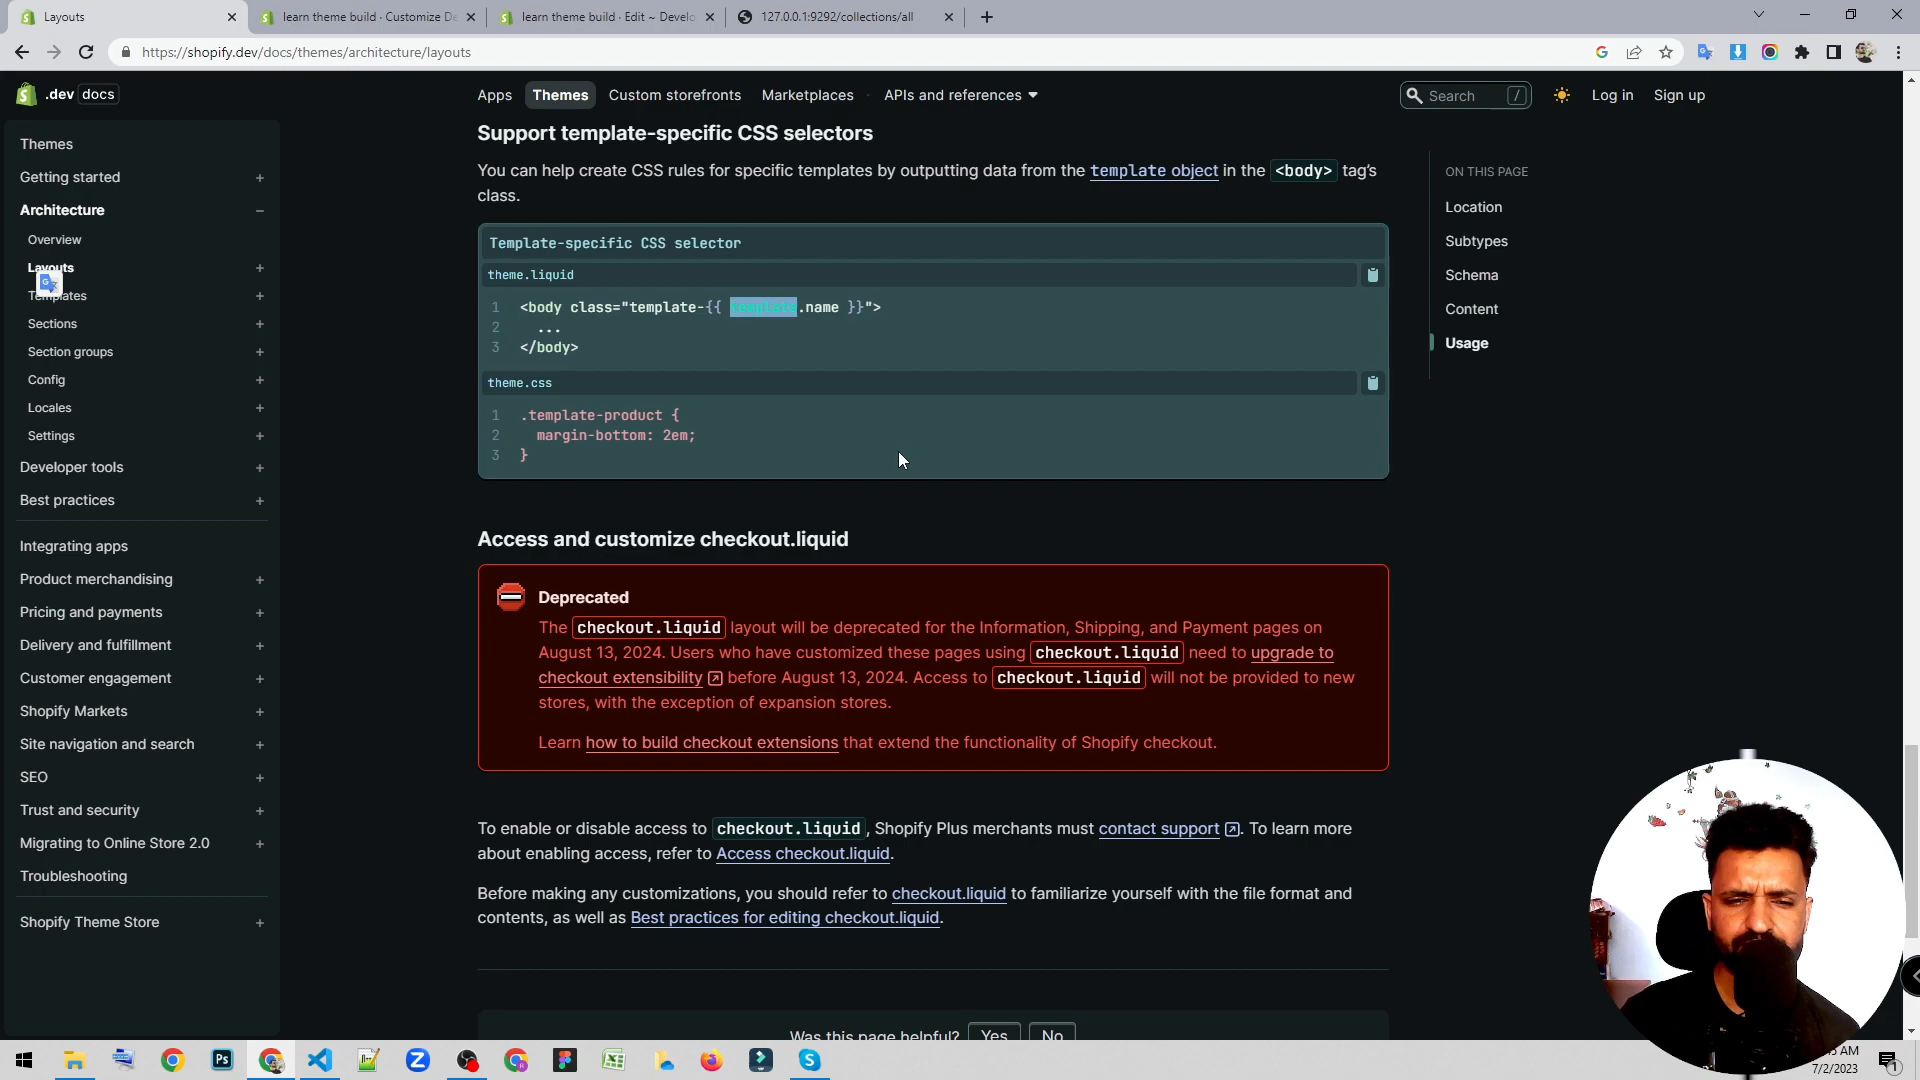 Layouts
learn theme build · Customize De
learn theme build · Edit ~ Develo
127.0.0.1:9292/collections/all
https://shopify.dev/docs/themes/architecture/layouts
.dev docs
Apps
Themes
Custom storefronts
Marketplaces
APIs and references
Search /
Log in
Sign up
Themes
Getting started
Architecture
Overview
Layouts
Templates
Sections
Section groups
Config
Locales
Settings
Developer tools
Best practices
Integrating apps
Product merchandising
Pricing and payments
Delivery and fulfillment
Customer engagement
Shopify Markets
Site navigation and search
SEO
Trust and security
Migrating to Online Store 2.0
Troubleshooting
Shopify Theme Store
Support template-specific CSS selectors
You can help create CSS rules for specific templates by outputting data from the template object in the <body> tag's
class.
Template-specific CSS selector
theme.liquid
1 <body class="template-{{ template.name }}">
2 ...
3 </body>
theme.css
1 .template-product {
2 margin-bottom: 2em;
3 }
Access and customize checkout.liquid
Deprecated
The checkout.liquid layout will be deprecated for the Information, Shipping, and Payment pages on
August 13, 2024. Users who have customized these pages using checkout.liquid need to upgrade to
checkout extensibility before August 13, 2024. Access to checkout.liquid will not be provided to new
stores, with the exception of expansion stores.
Learn how to build checkout extensions that extend the functionality of Shopify checkout.
To enable or disable access to checkout.liquid, Shopify Plus merchants must contact support. To learn more
about enabling access, refer to Access checkout.liquid.
Before making any customizations, you should refer to checkout.liquid to familiarize yourself with the file format and
contents, as well as Best practices for editing checkout.liquid.
Was this page helpful? Yes No
ON THIS PAGE
Location
Subtypes
Schema
Content
Usage
AM
7/2/2023